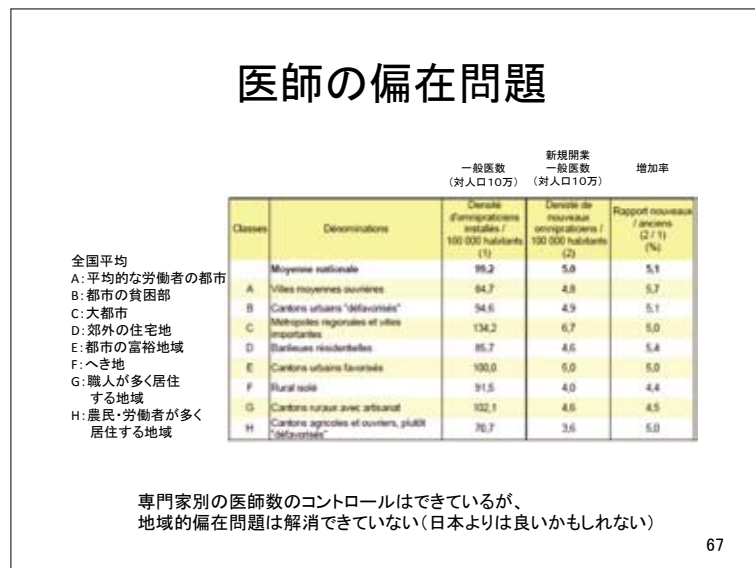 医師の偏在問題
一般医数
(対人口10万)
新規開業
一般医数
(対人口10万)
増加率
全国平均
A:平均的な労働者の都市
B:都市の貧困部
C:大都市
D:郊外の住宅地
E:都市の富裕地域
F:へき地
G:職人が多く居住
する地域
H:農民・労働者が多く
居住する地域
Classes
Dénominations
Densité
d'omnipraticiens
installés /
100 000 habitants
(1)
Densité de
nouveaux
omnipraticiens /
100 000 habitants
(2)
Rapport nouveaux
/ anciens
(2 / 1)
(%)
Moyenne nationale 99,2 5,0 5,1
A Villes moyennes ouvrières 84,7 4,8 5,7
B Cantons urbains "défavorisés" 94,6 4,9 5,1
C Métropoles régionales et villes
importantes 134,2 6,7 5,0
D Banlieues résidentielles 85,7 4,6 5,4
E Cantons urbains favorisés 100,0 5,0 5,0
F Rural isolé 91,5 4,0 4,4
G Cantons ruraux avec artisanat 102,1 4,6 4,5
H Cantons agricoles et ouvriers, plutôt
"défavorisés" 70,7 3,6 5,0
専門家別の医師数のコントロールはできているが、
地域的偏在問題は解消できていない(日本よりは良いかもしれない)
67